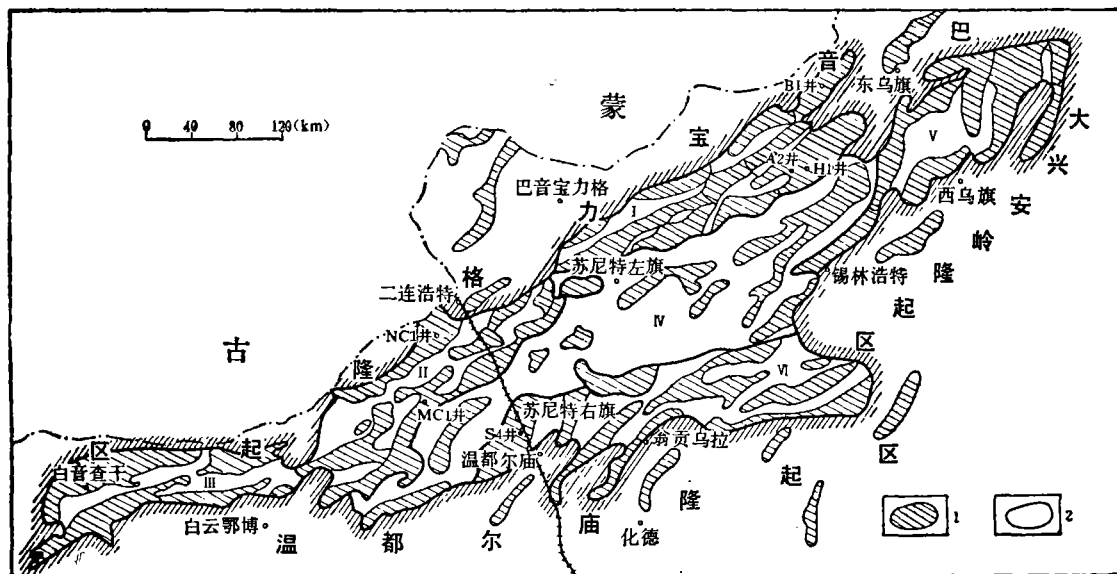 巴
音
B1井
东乌旗
大
兴
安
岭
隆
起
区
蒙
宝
0 40 80 120(km)
V
A2井
H1井
西乌旗
巴音宝力格
力
I
苏尼特左旗
锡林浩特
格
二连浩特
IV
NC1井
古
隆
II
VI
MC1井
苏尼特右旗
S4井
翁贡乌拉
温都尔庙
区
起
白音查干
III
白云鄂博
温
都
尔
庙
隆
起
区
化德
1
2